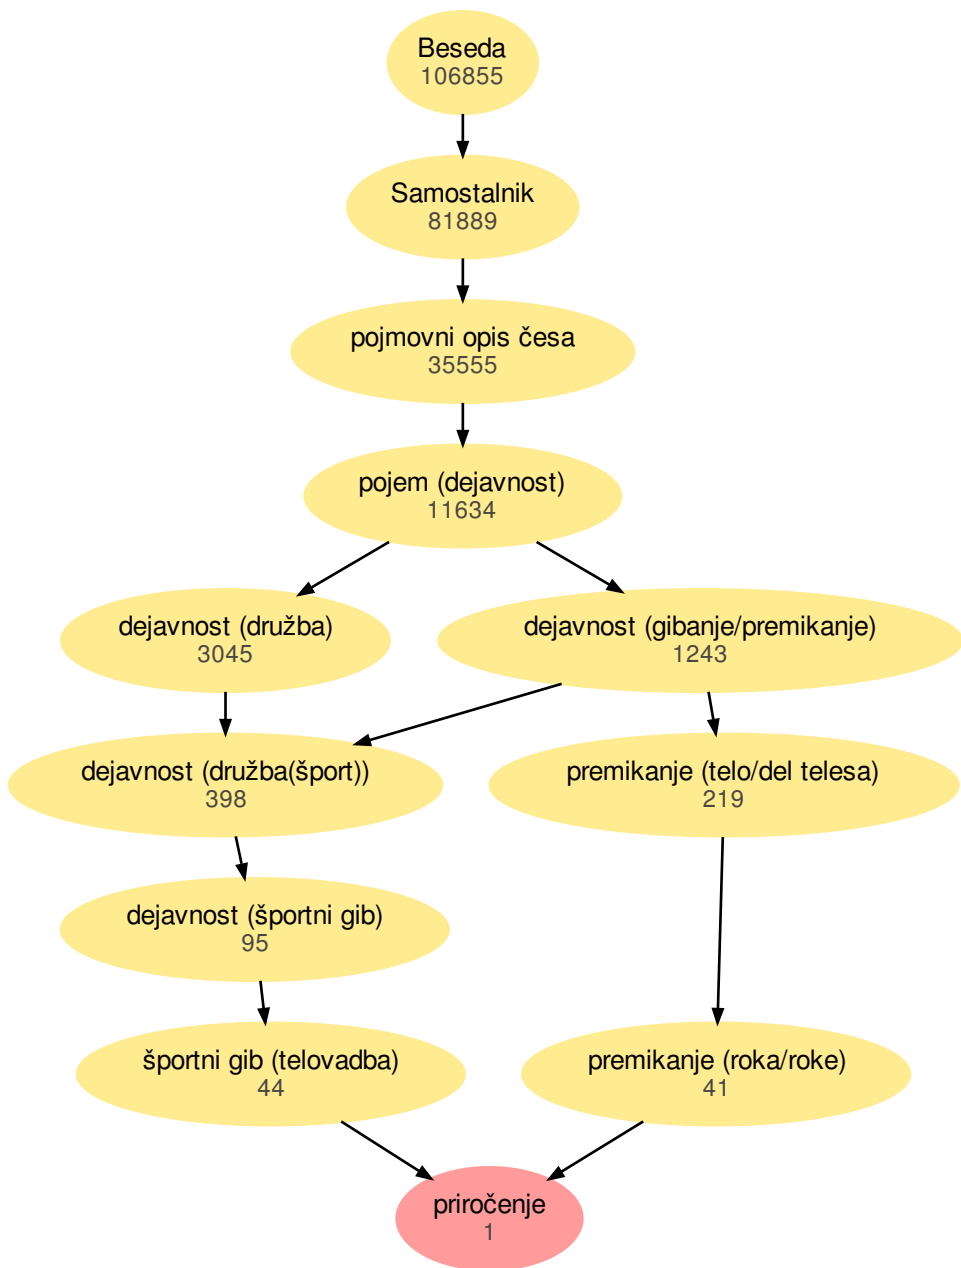 Beseda
106855
Samostalnik
81889
pojmovni opis česa
35555
pojem (dejavnost)
11634
dejavnost (družba)
3045
dejavnost (gibanje/premikanje)
1243
dejavnost (družba(šport))
398
premikanje (telo/del telesa)
219
dejavnost (športni gib)
95
športni gib (telovadba)
44
premikanje (roka/roke)
41
priročenje
1